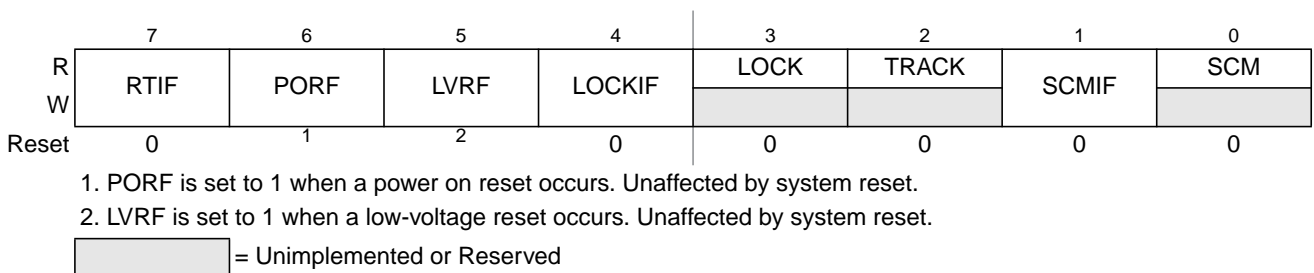 7 6 5 4 3 2 1 0
R RTIF PORF LVRF LOCKIF LOCK TRACK SCMIF SCM
W
Reset 0 1 2 0 0 0 0 0
1. PORF is set to 1 when a power on reset occurs. Unaffected by system reset.
2. LVRF is set to 1 when a low-voltage reset occurs. Unaffected by system reset.
= Unimplemented or Reserved